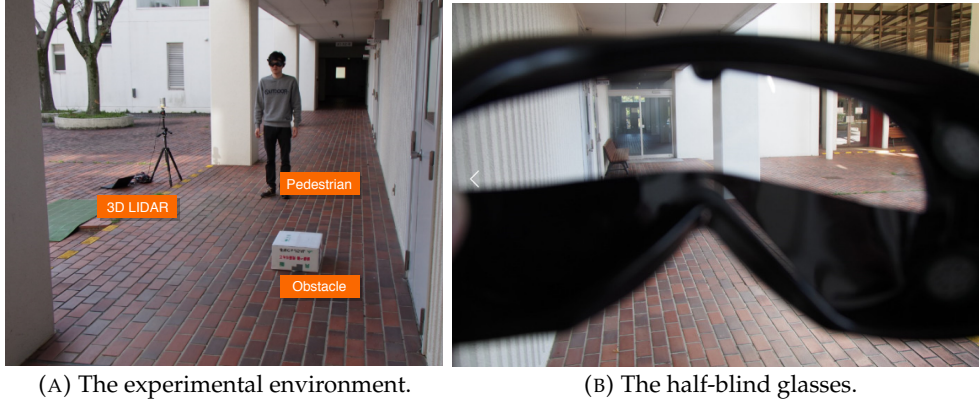 Pedestrian
3D LIDAR
Obstacle
(A) The experimental environment.
(B) The half-blind glasses.